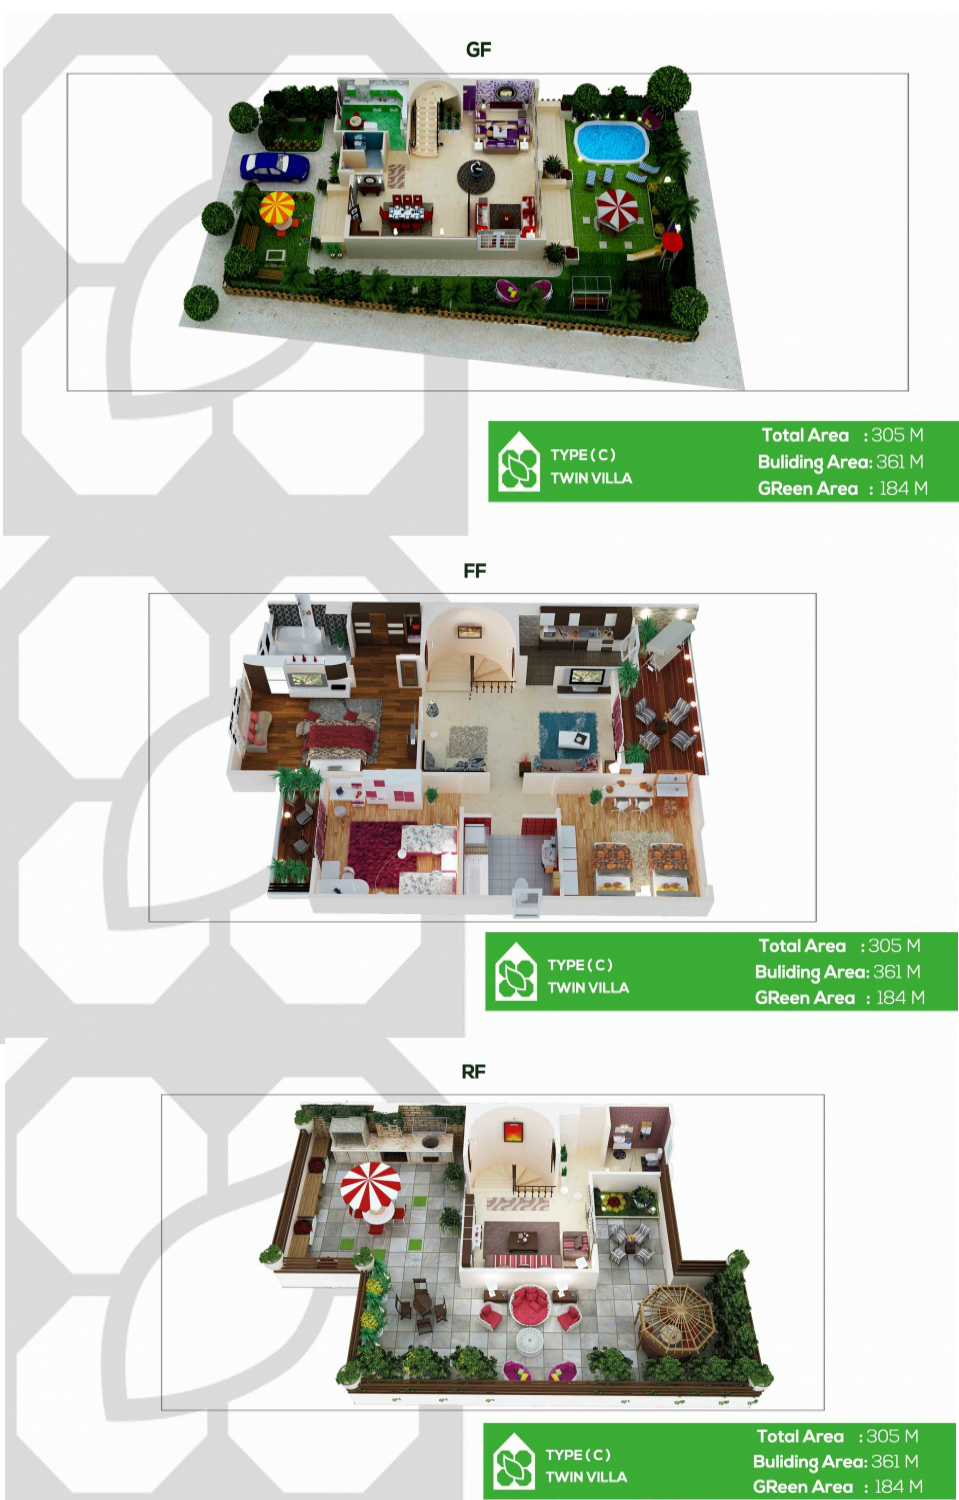 GF
TYPE ( C )
TWIN VILLA
Total Area : 305 M
Buliding Area: 361 M
GReen Area : 184 M
FF
TYPE ( C )
TWIN VILLA
Total Area : 305 M
Buliding Area: 361 M
GReen Area : 184 M
RF
TYPE ( C )
TWIN VILLA
Total Area : 305 M
Buliding Area: 361 M
GReen Area : 184 M